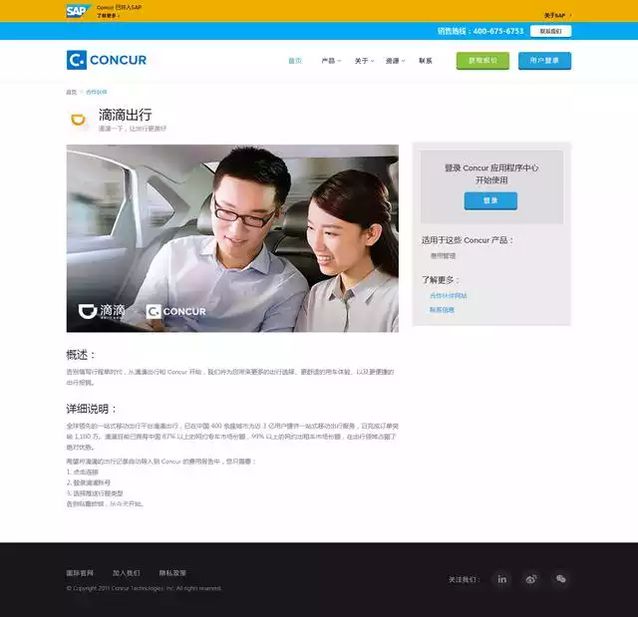 SAP
Concur 已并入SAP
了解更多 ›
关于SAP
销售热线:400-675-6753
联系我们
CONCUR
首页
产品
关于
资源
联系
获取报价
用户登录
首页 > 合作伙伴
滴滴出行
滴滴一下,让出行更美好
滴滴
CONCUR
登录 Concur 应用程序中心
开始使用
登录
适用于这些 Concur 产品:
费用管理
了解更多:
合作伙伴网站
联系信息
概述:
告别填写行程单时代,从滴滴出行和 Concur 开始,我们将为您带来更多的出行选择、更舒适的用车体验、以及更便捷的
出行报销。
详细说明:
全球领先的一站式移动出行平台滴滴出行,已在中国 400 余座城市为近 3 亿用户提供一站式移动出行服务,日完成订单突
破 1,100 万。滴滴目前已拥有中国 87% 以上的网约专车市场份额,99% 以上的网约出租车市场份额,在出行领域占据了
绝对优势。
希望将滴滴的出行记录自动导入到 Concur 的费用报告中,您只需要:
1. 点击连接
2. 登录滴滴账号
3. 选择推送行程类型
告别粘贴收据,从今天开始。
国际官网
加入我们
隐私政策
关注我们:
© Copyright 2011 Concur Technologies, Inc. All rights reserved.